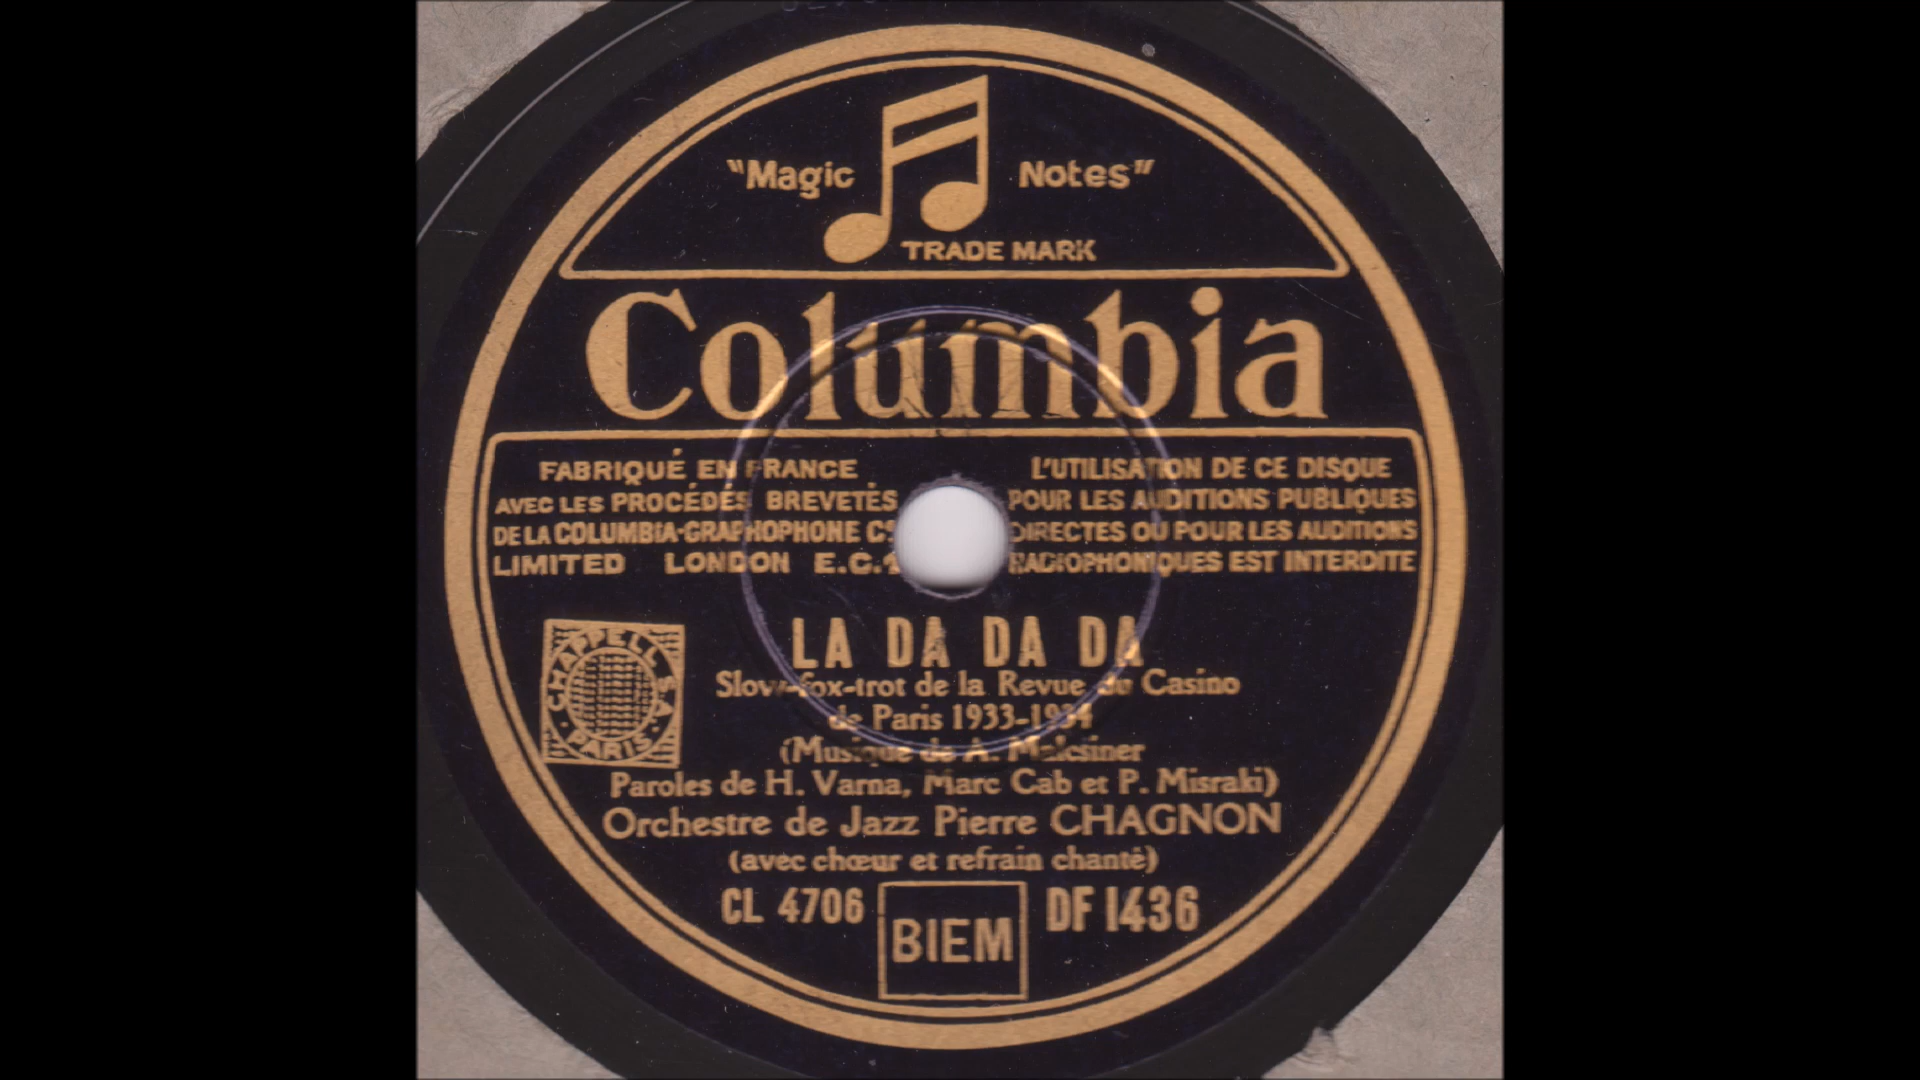 "Magic Notes"
TRADE MARK
Columbia
FABRIQUÉ EN FRANCE
AVEC LES PROCÉDÉS BREVETÉS
DE LA COLUMBIA-GRAPHOPHONE Cº
LIMITED LONDON E.C.1
L'UTILISATION DE CE DISQUE
POUR LES AUDITIONS PUBLIQUES
DIRECTES OU POUR LES AUDITIONS
RADIOPHONIQUES EST INTERDITE
CHAPPELL S.A.
PARIS
LA DA DA DA
Slow-fox-trot de la Revue du Casino
de Paris 1933-1934
(Musique de A. Malcsiner
Paroles de H. Varna, Marc Cab et P. Misraki)
Orchestre de Jazz Pierre CHAGNON
(avec chœur et refrain chanté)
CL 4706
BIEM
DF 1436